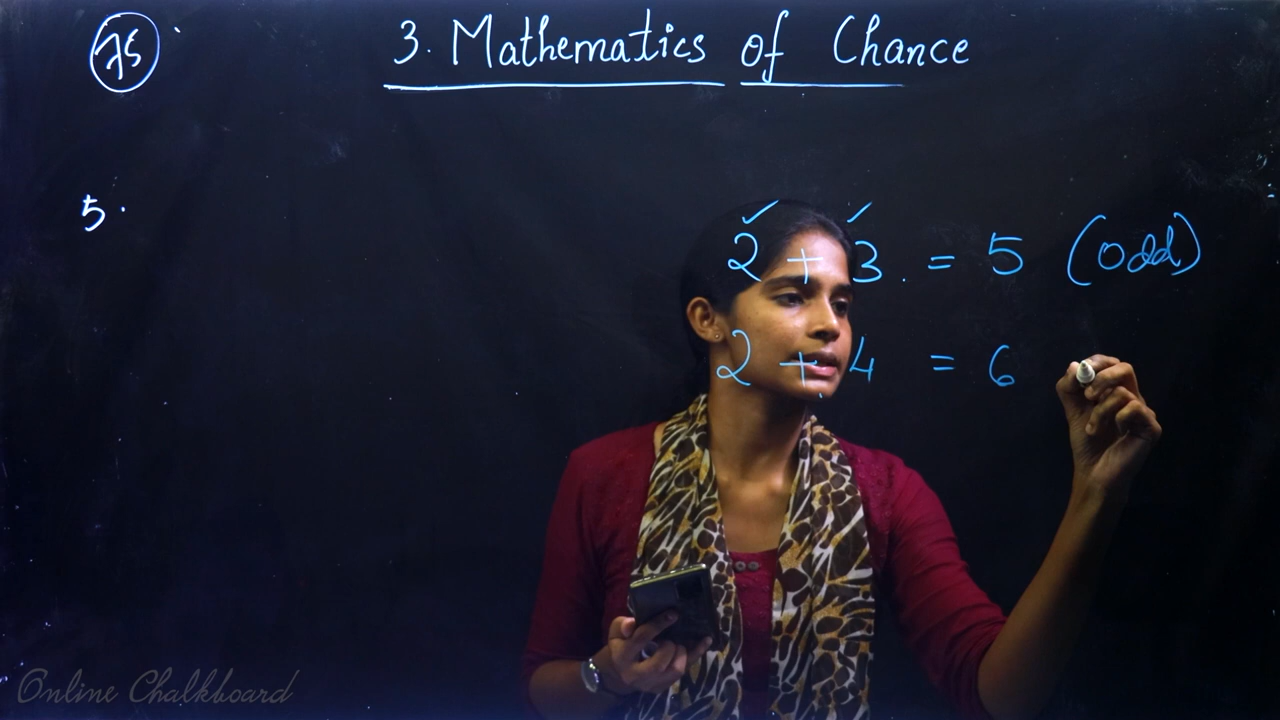 75
3. Mathematics of Chance
5.
2 + 3 = 5 (Odd)
2 + 4 = 6
Online Chalkboard